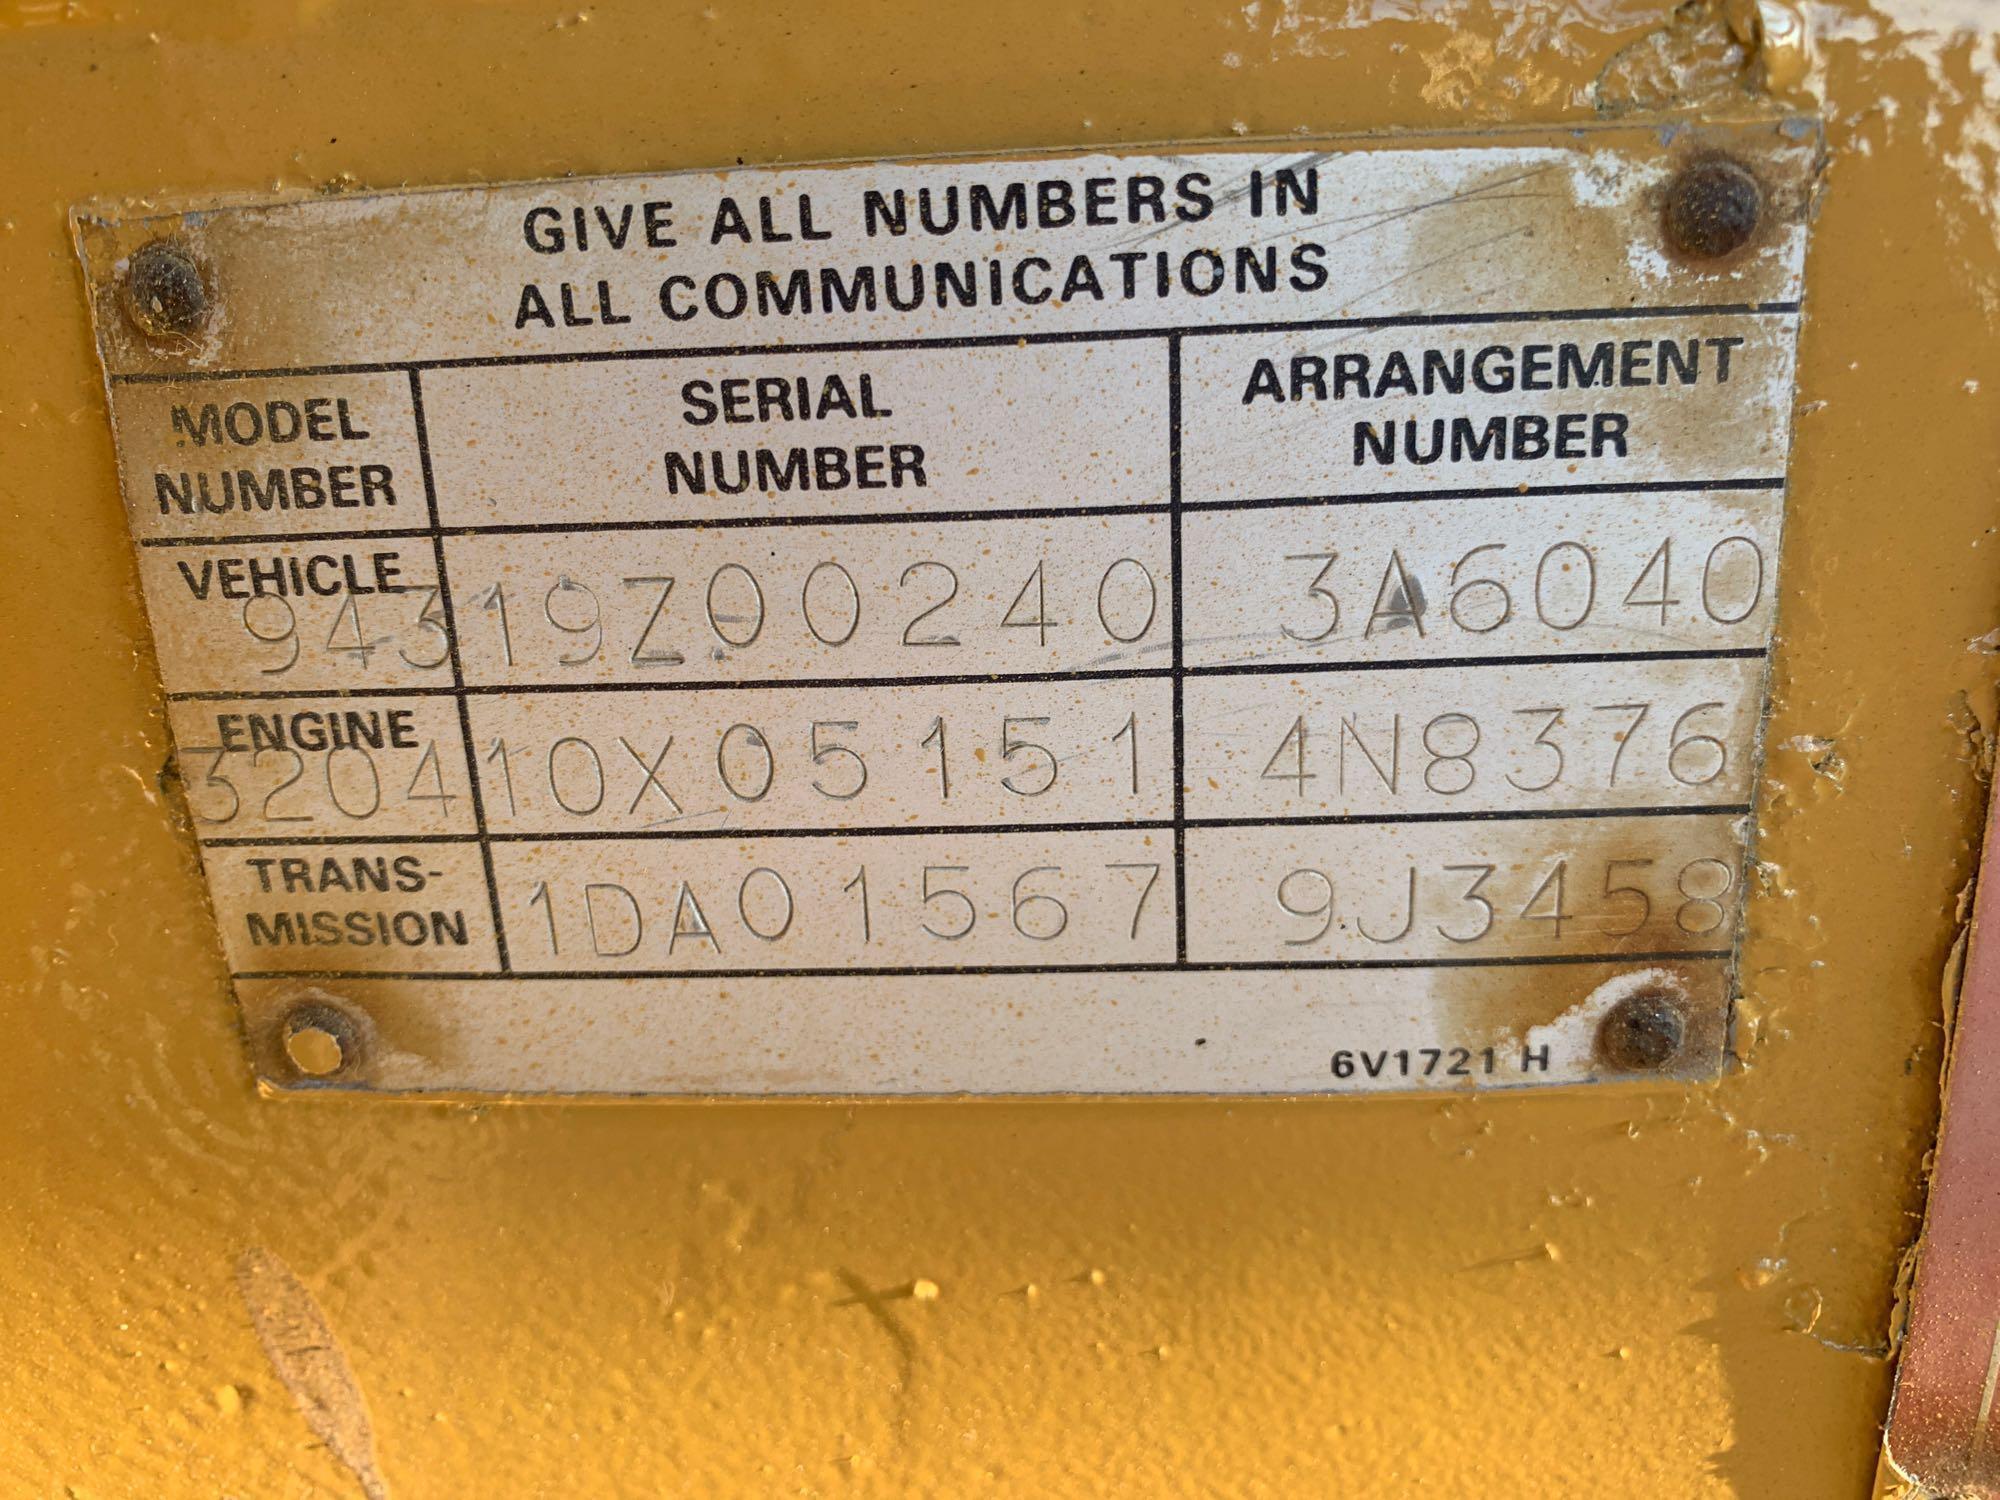 GIVE ALL NUMBERS IN
ALL COMMUNICATIONS
MODEL NUMBER SERIAL NUMBER ARRANGEMENT NUMBER
VEHICLE 943 19Z00240 3A6040
ENGINE 3204 10X05151 4N8376
TRANS-
MISSION 1DA01567 9J3458
6V1721 H